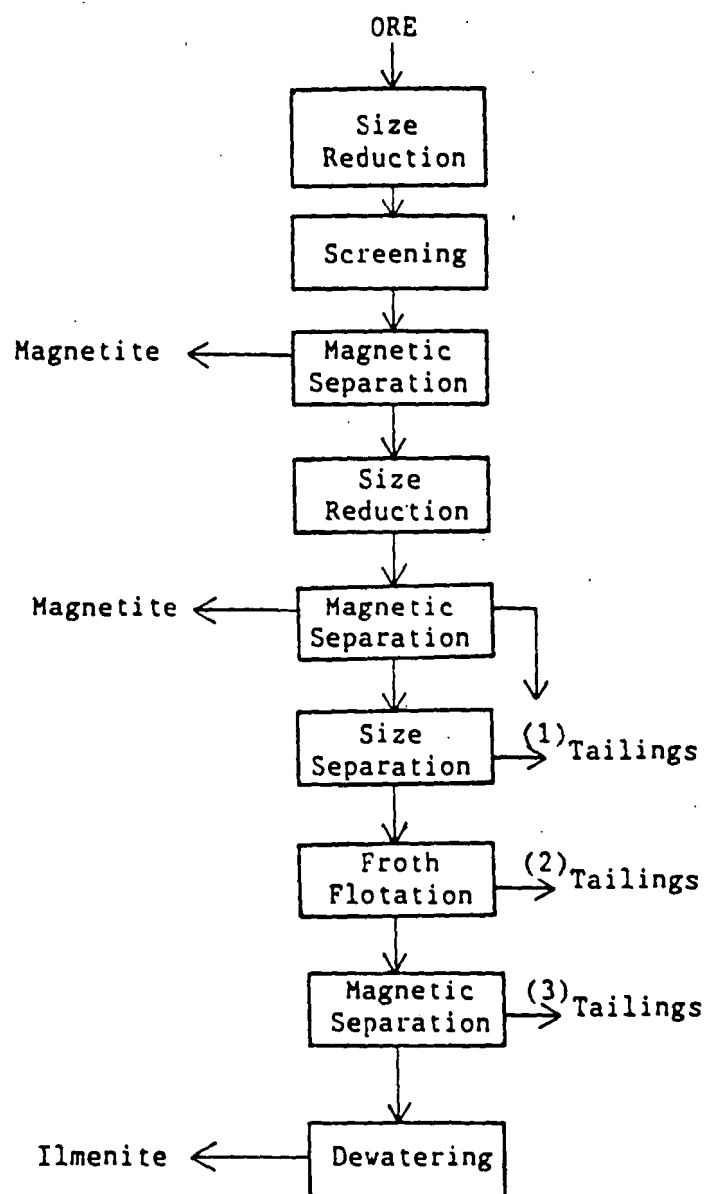 ORE
Size
Reduction
Screening
Magnetite
Magnetic
Separation
Size
Reduction
Magnetite
Magnetic
Separation
Size
Separation
(1) Tailings
Froth
Flotation
(2) Tailings
Magnetic
Separation
(3) Tailings
Ilmenite
Dewatering